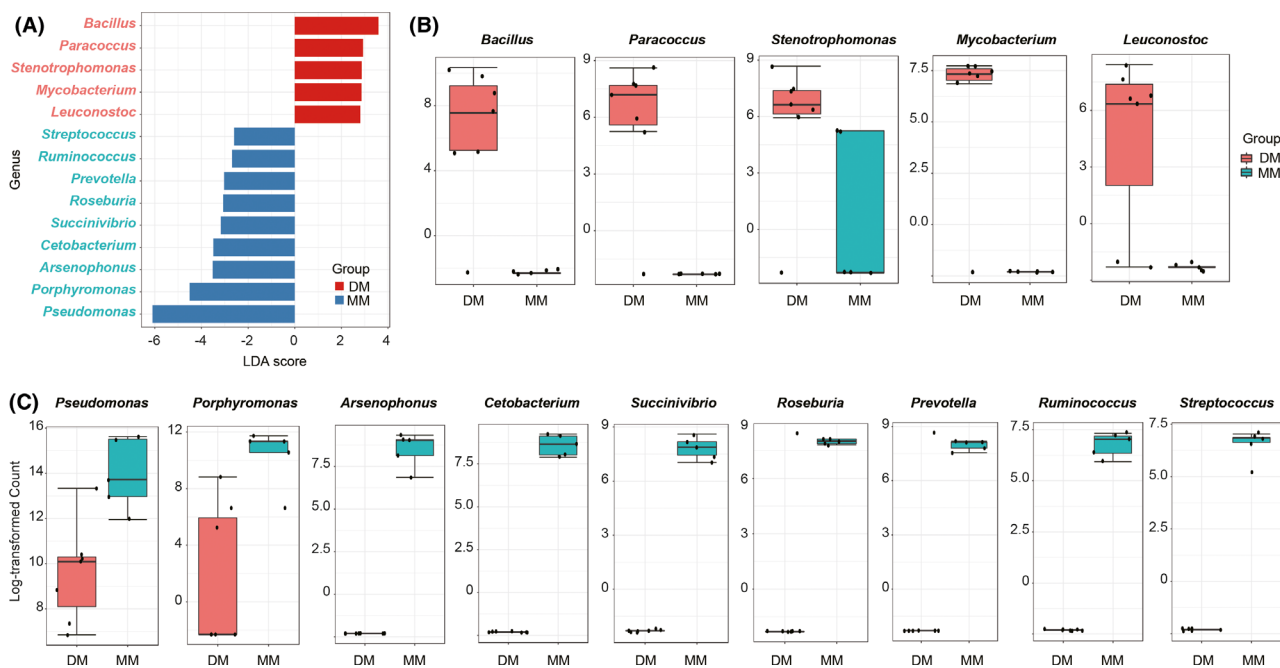 (A)
Bacillus
Paracoccus
Stenotrophomonas
Mycobacterium
Leuconostoc
Streptococcus
Ruminococcus
Prevotella
Roseburia
Succinivibrio
Cetobacterium
Arsenophonus
Porphyromonas
Pseudomonas
Genus
Group
DM
MM
-6 -4 -2 0 2 4
LDA score
(B)
Bacillus Paracoccus Stenotrophomonas Mycobacterium Leuconostoc
8
4
0
DM MM
9
6
3
0
DM MM
9
6
3
0
DM MM
7.5
5.0
2.5
0.0
DM MM
6
3
0
DM MM
Group
DM
MM
(C)
Pseudomonas Porphyromonas Arsenophonus Cetobacterium Succinivibrio Roseburia Prevotella Ruminococcus Streptococcus
Log-transformed Count
16
14
12
10
8
DM MM
12
8
4
0
DM MM
7.5
5.0
2.5
0
DM MM
7.5
5.0
2.5
0
DM MM
9
6
3
0
DM MM
9
6
3
0
DM MM
9
6
3
0
DM MM
7.5
5.0
2.5
0
DM MM
7.5
5.0
2.5
0
DM MM